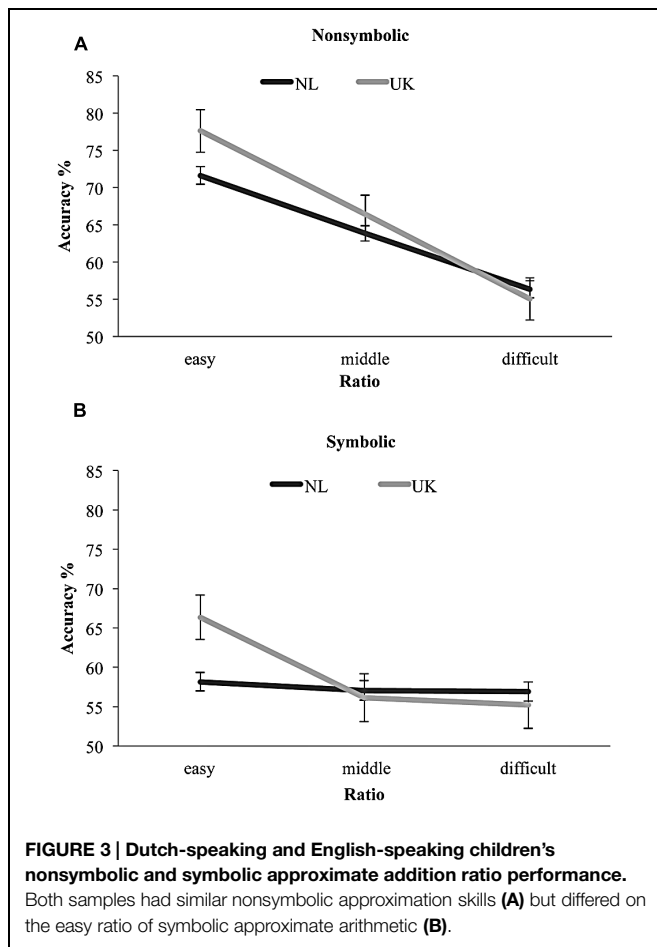 A
Nonsymbolic
NL UK
85
80
75
70
65
60
55
50
Accuracy %
easy middle difficult
Ratio
B
Symbolic
NL UK
85
80
75
70
65
60
55
50
Accuracy %
easy middle difficult
Ratio
FIGURE 3 | Dutch-speaking and English-speaking children’s
nonsymbolic and symbolic approximate addition ratio performance.
Both samples had similar nonsymbolic approximation skills (A) but differed on
the easy ratio of symbolic approximate arithmetic (B).